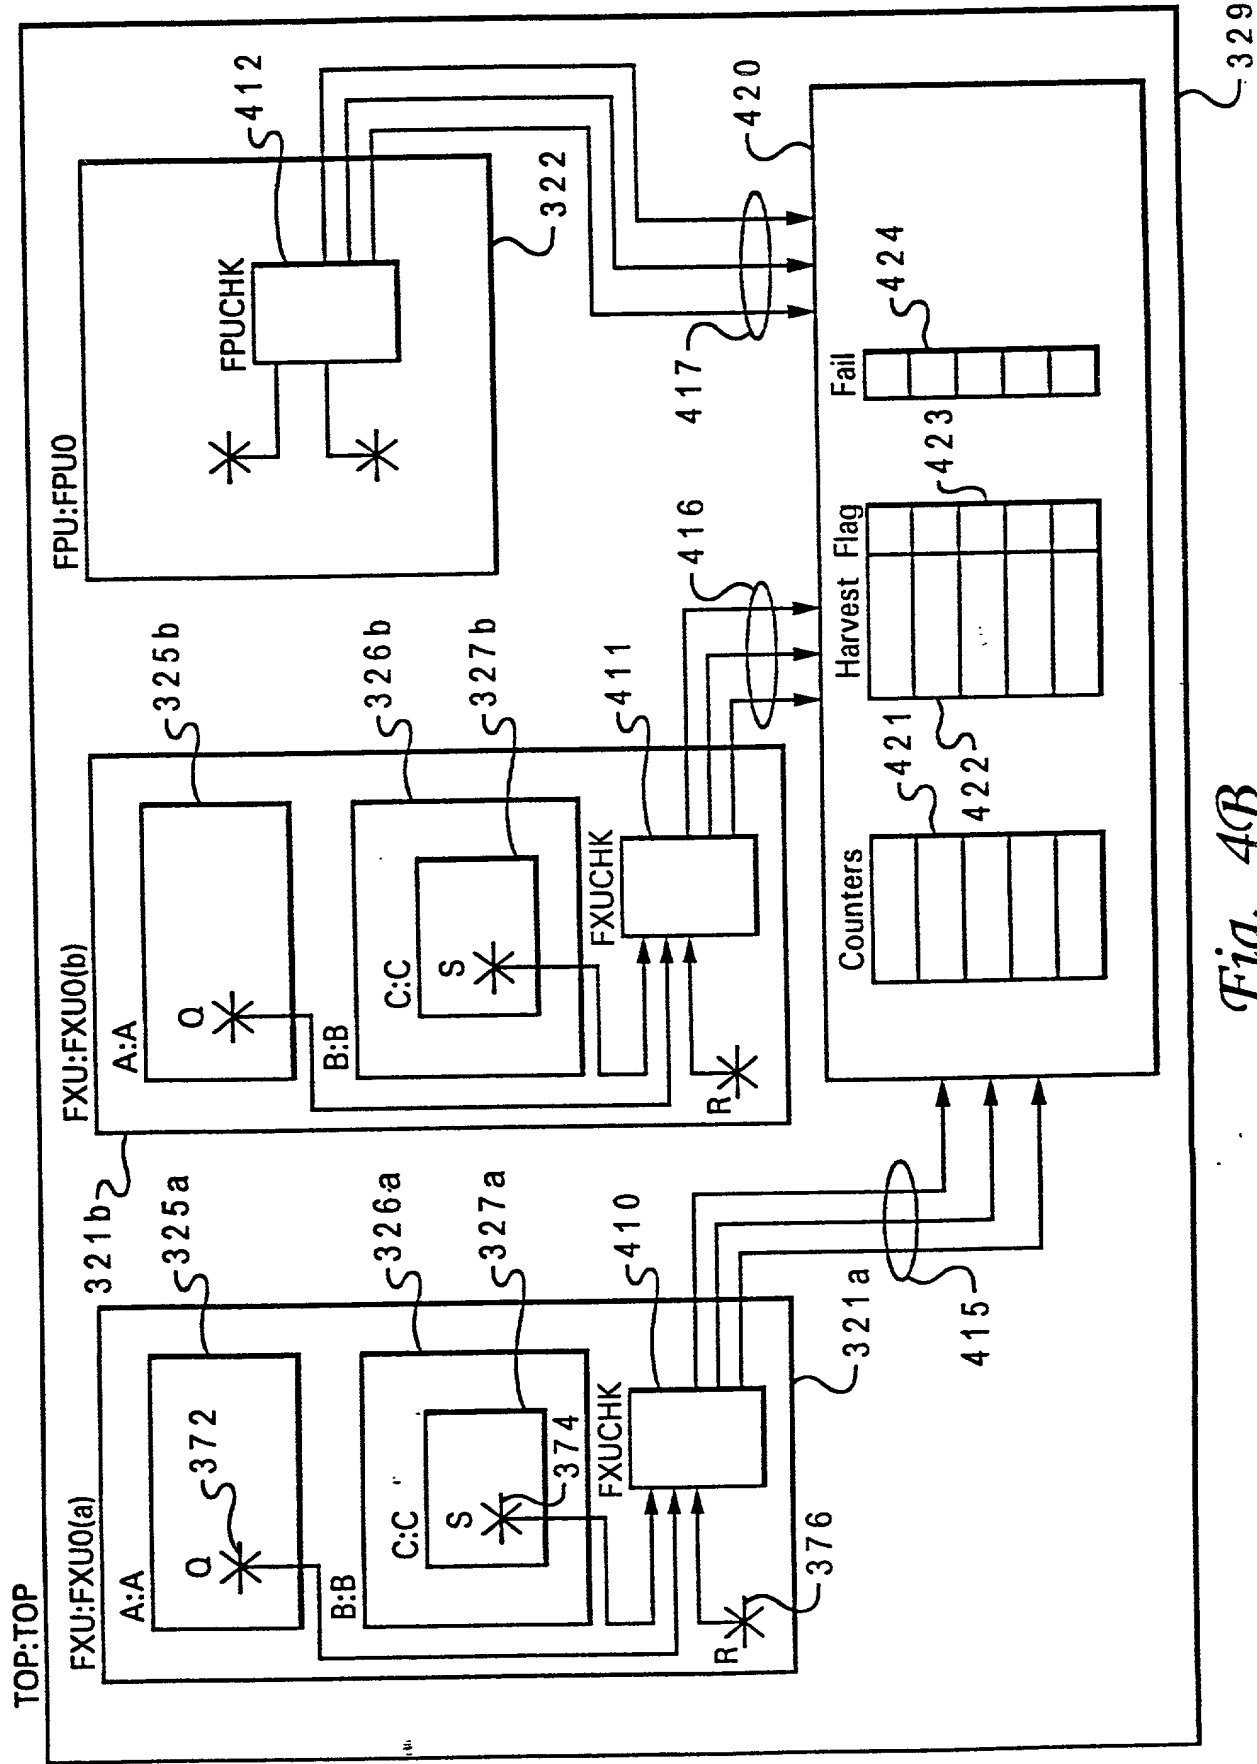 TOP:TOP
FXU:FXU0(a)
A:A
Q
372
325a
B:B
C:C
S
374
326a
327a
FXUCHK
410
R
376
321a
415
321b
FXU:FXU0(b)
A:A
Q
325b
B:B
C:C
S
326b
327b
FXUCHK
411
R
416
FPU:FPU0
FPUCHK
412
322
417
420
Counters
421
Harvest Flag
422
423
Fail
424
329
Fig. 4B